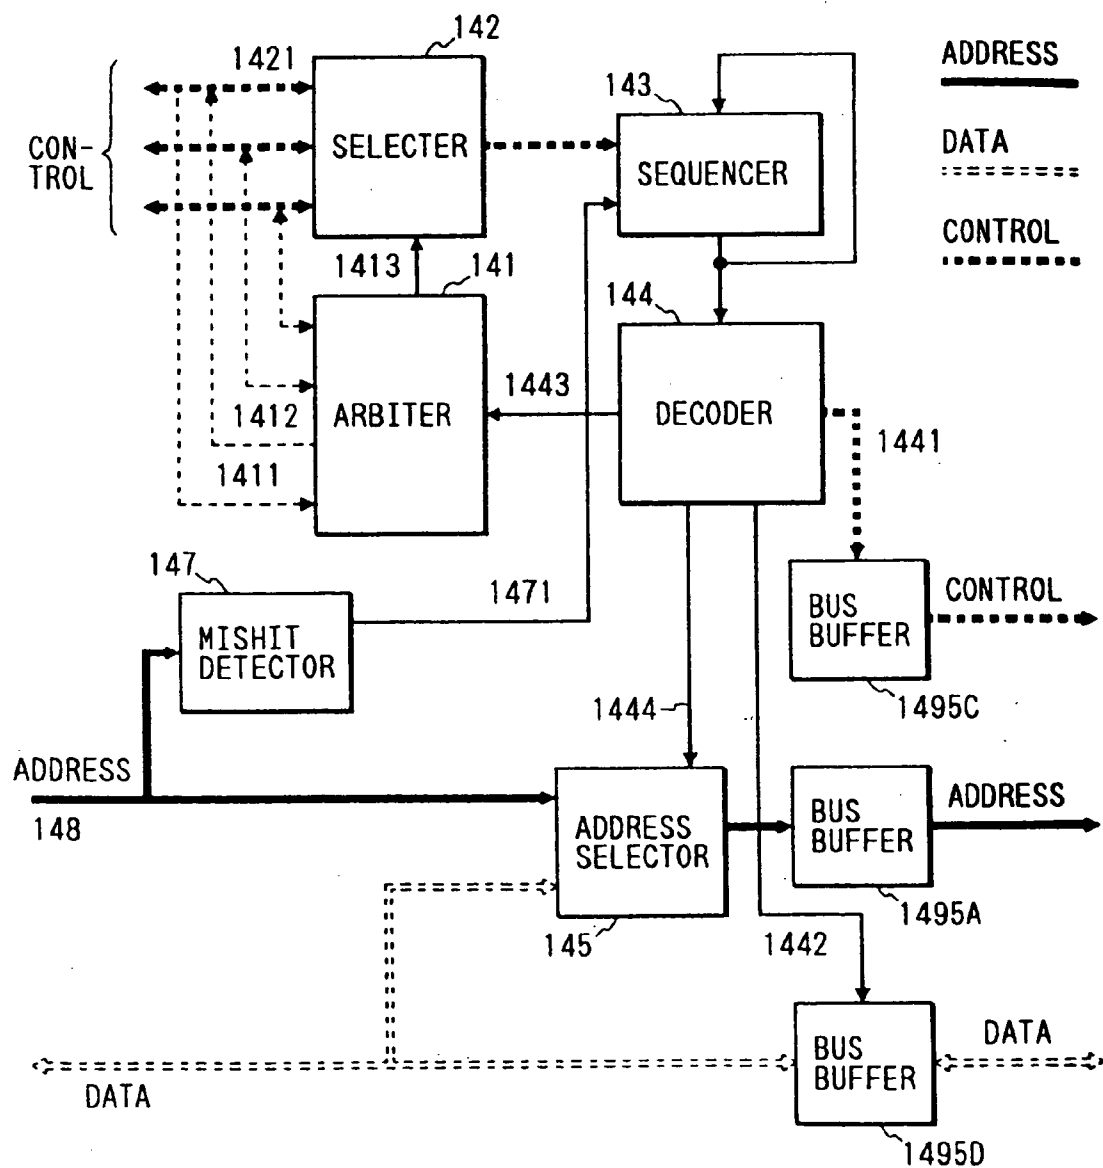 142
1421
ADDRESS
143
DATA
CON-
TROL
SELECTER
SEQUENCER
CONTROL
1413
141
144
1443
1412
ARBITER
DECODER
1441
1411
147
1471
CONTROL
MISHIT
DETECTOR
BUS
BUFFER
1444
1495C
ADDRESS
148
ADDRESS
SELECTOR
BUS
BUFFER
ADDRESS
1495A
145
1442
DATA
BUS
BUFFER
DATA
1495D